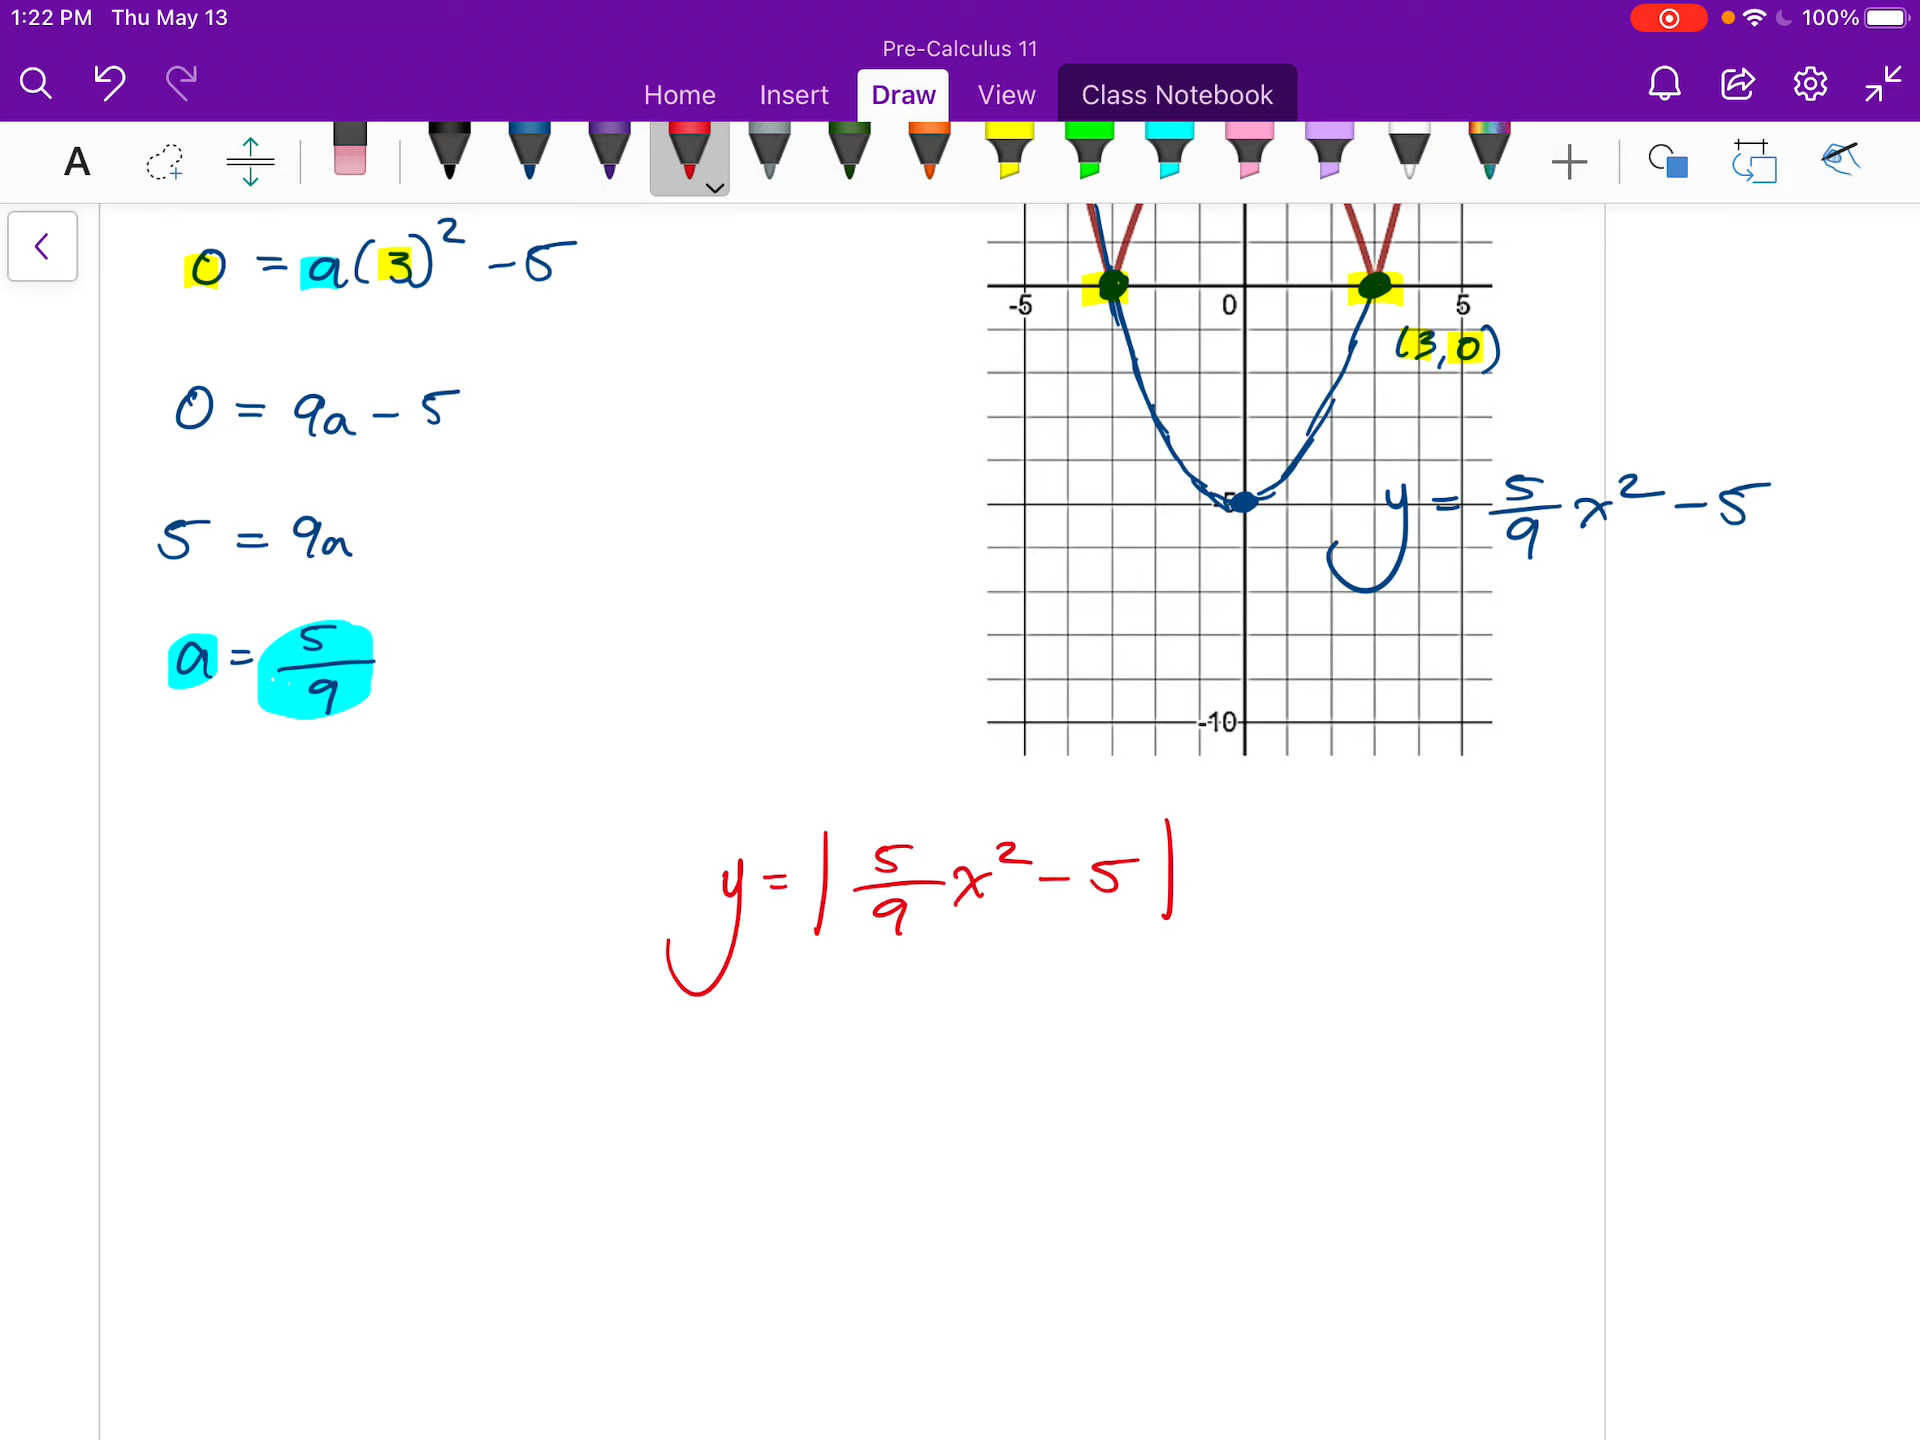 1:22 PM Thu May 13
100%
Pre-Calculus 11
Home Insert Draw View Class Notebook
A
0 = a(3)² - 5
-5 0 5
(3, 0)
0 = 9a - 5
y = 5/9 x² - 5
5 = 9a
a = 5/9
-10
y = | 5/9 x² - 5 |